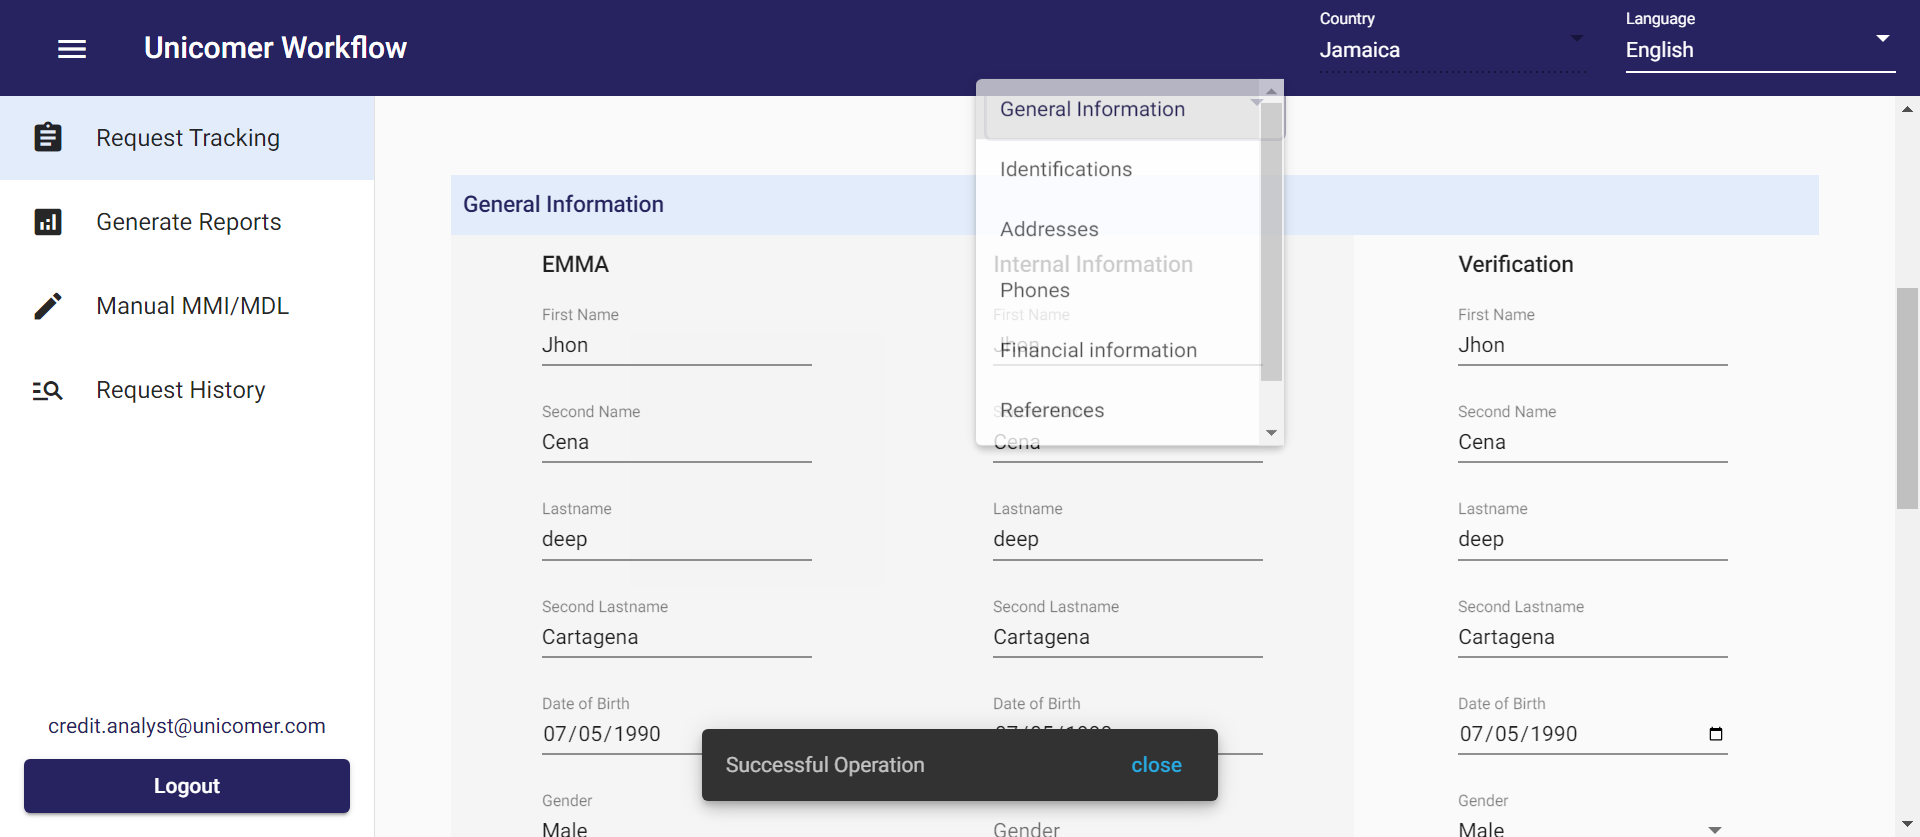 Unicomer Workflow
Country
Jamaica
Language
English
Request Tracking
Generate Reports
Manual MMI/MDL
Request History
credit.analyst@unicomer.com
Logout
General Information
Identifications
Addresses
Phones
Financial information
References
General Information
EMMA
First Name
Jhon
Second Name
Cena
Lastname
deep
Second Lastname
Cartagena
Date of Birth
07/05/1990
Gender
Male
Internal Information
First Name
Jhon
Cena
Lastname
deep
Second Lastname
Cartagena
Date of Birth
07/05/1990
Gender
Verification
First Name
Jhon
Second Name
Cena
Lastname
deep
Second Lastname
Cartagena
Date of Birth
07/05/1990
Gender
Male
Successful Operation
close